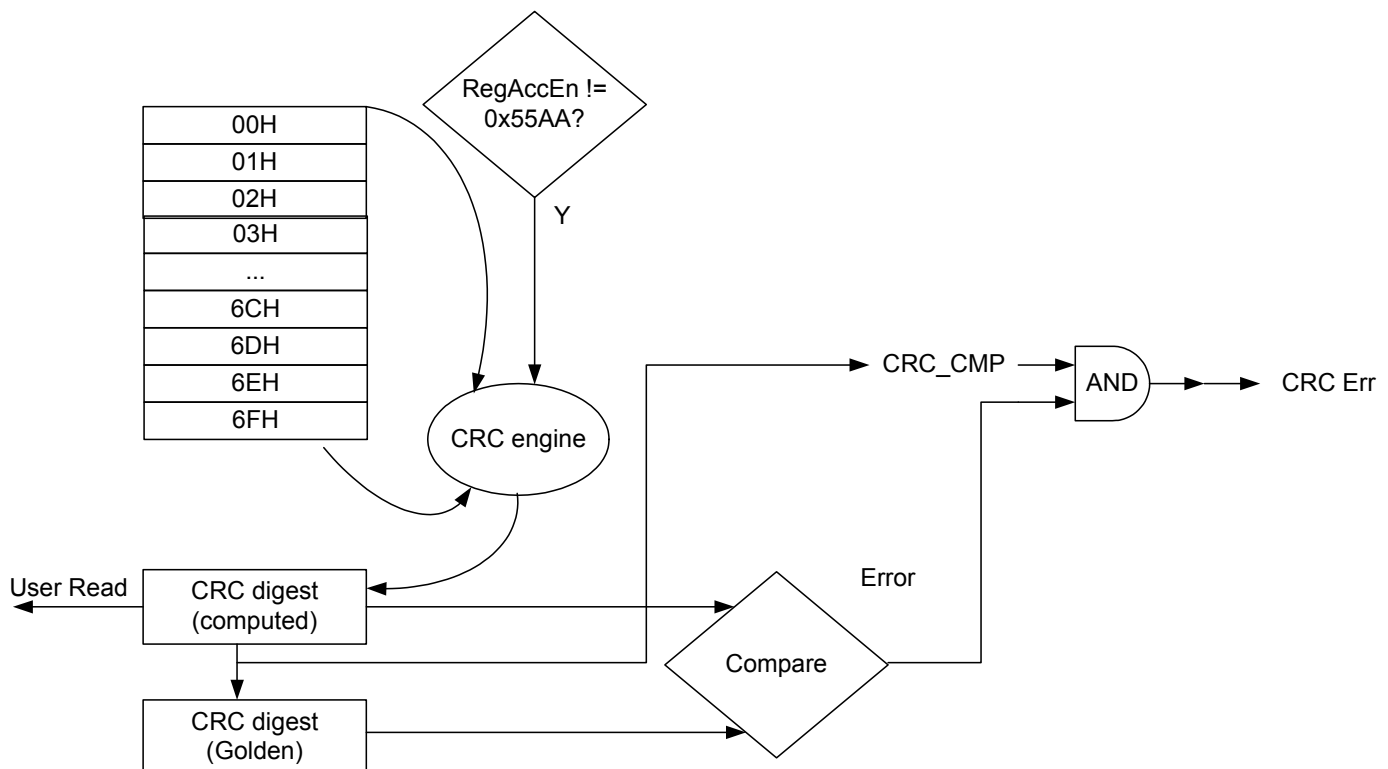 RegAccEn !=
0x55AA?
00H
01H
02H
03H
...
6CH
6DH
6EH
6FH
Y
CRC engine
CRC_CMP
AND
CRC Err
User Read
CRC digest
(computed)
Error
Compare
CRC digest
(Golden)